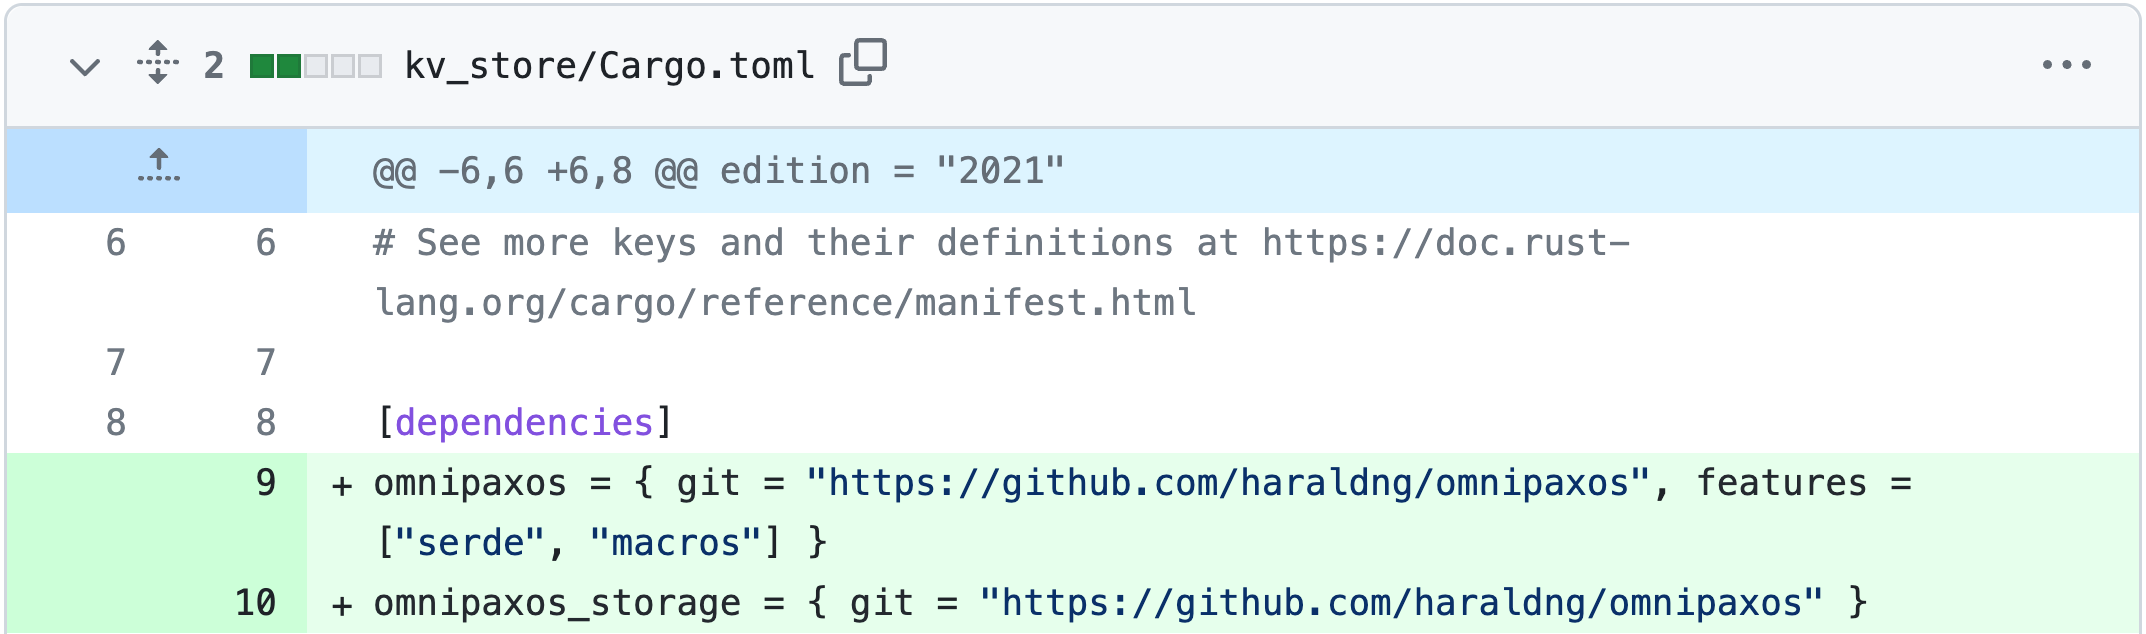 2 kv_store/Cargo.toml
@@ -6,6 +6,8 @@ edition = "2021"
6 6 # See more keys and their definitions at https://doc.rust-
lang.org/cargo/reference/manifest.html
7 7
8 8 [dependencies]
9 + omnipaxos = { git = "https://github.com/haraldng/omnipaxos", features =
["serde", "macros"] }
10 + omnipaxos_storage = { git = "https://github.com/haraldng/omnipaxos" }